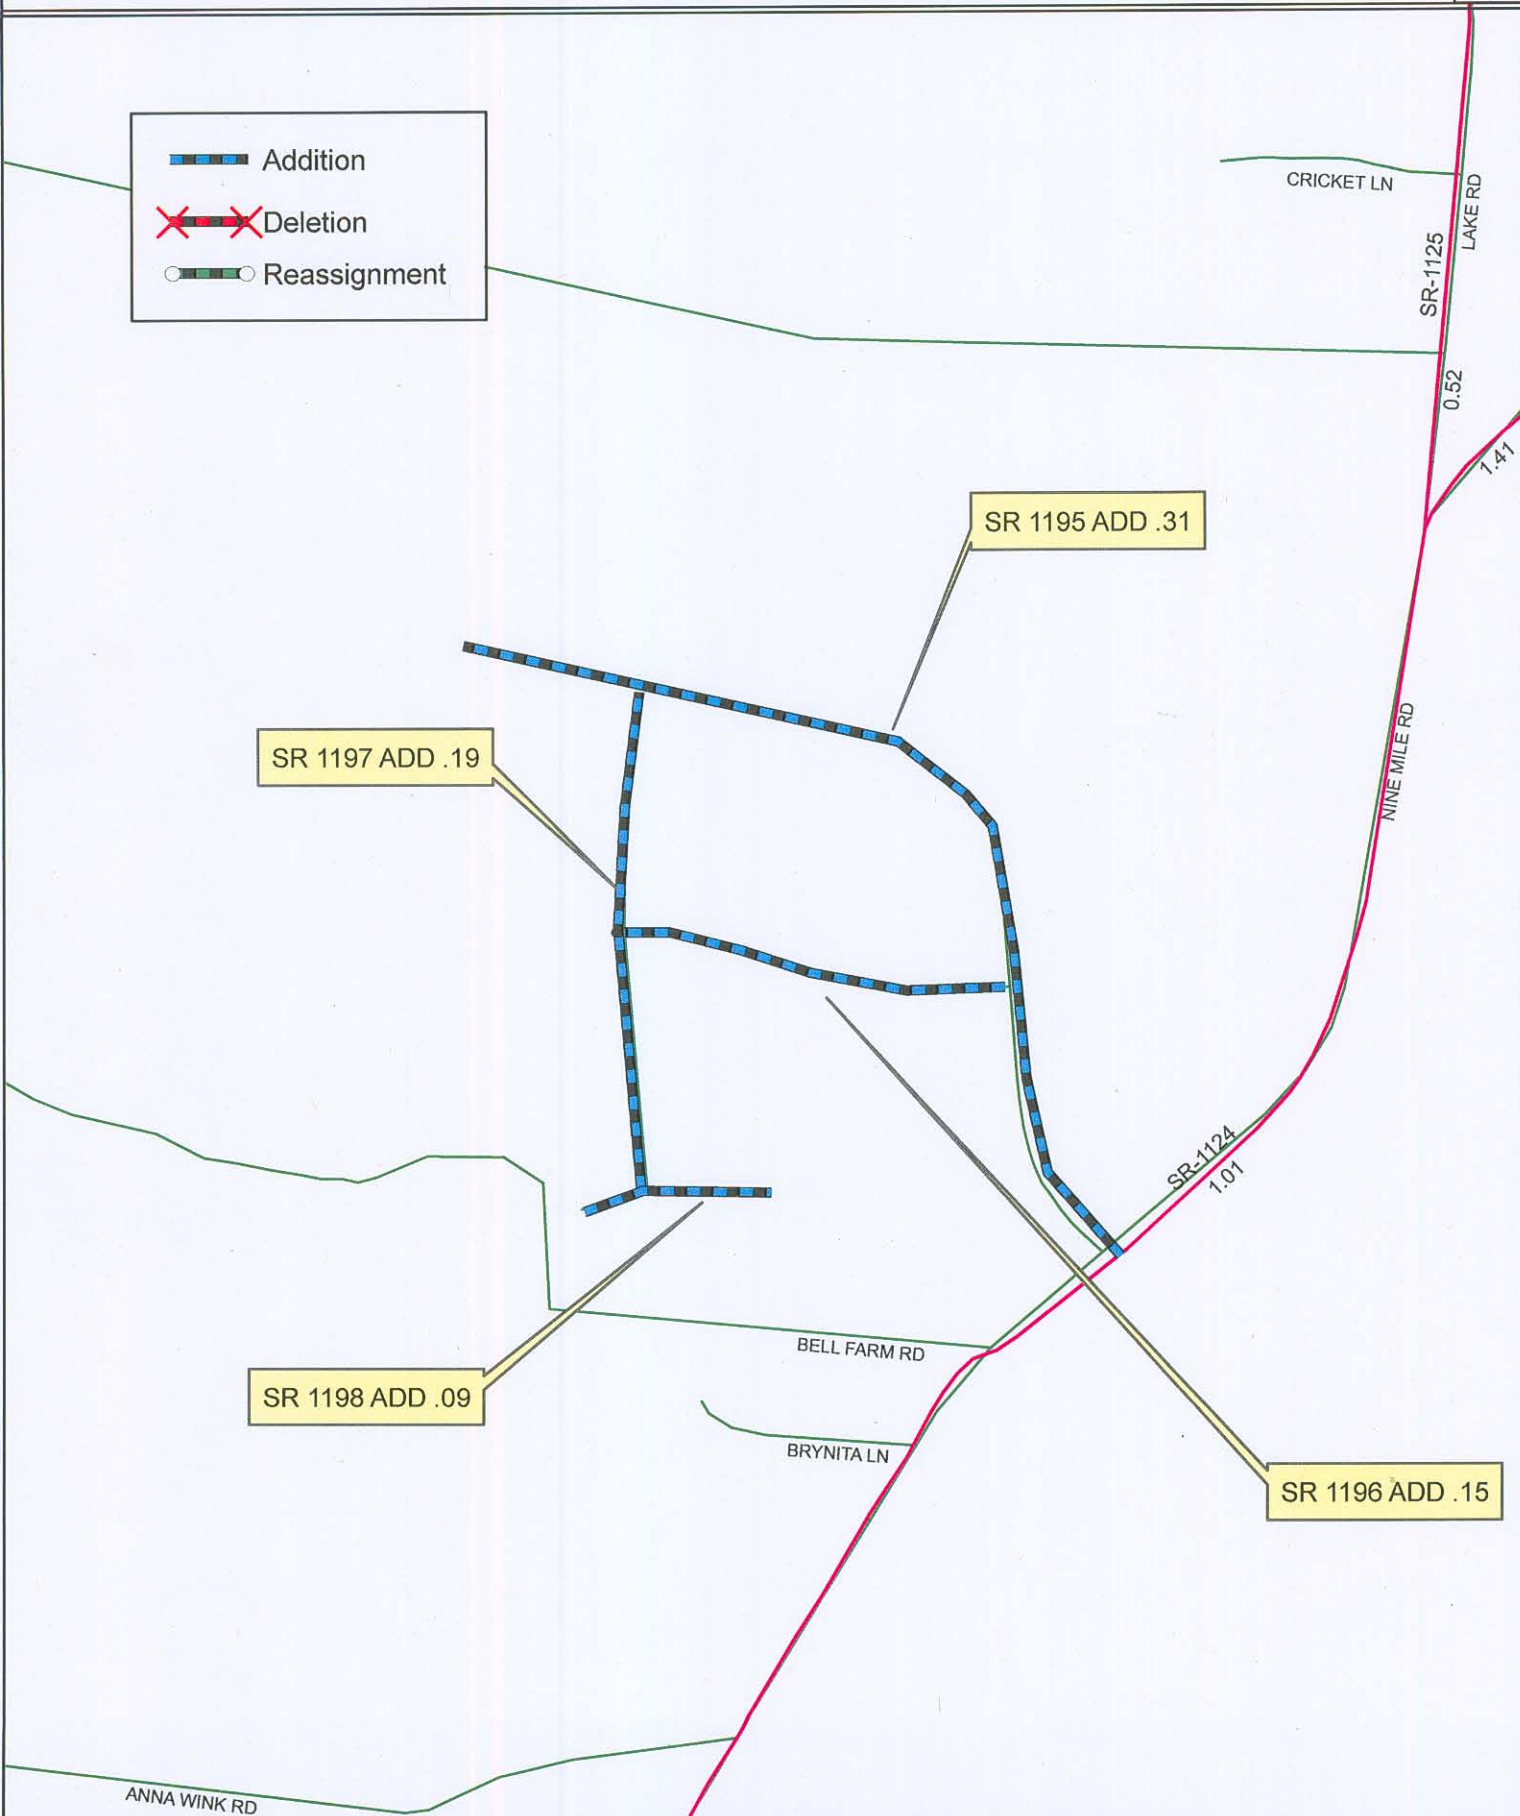 Addition
Deletion
Reassignment
CRICKET LN
LAKE RD
SR-1125
0.52
1.41
SR 1195 ADD .31
SR 1197 ADD .19
NINE MILE RD
SR-1124
1.01
BELL FARM RD
SR 1198 ADD .09
BRYNITA LN
SR 1196 ADD .15
ANNA WINK RD